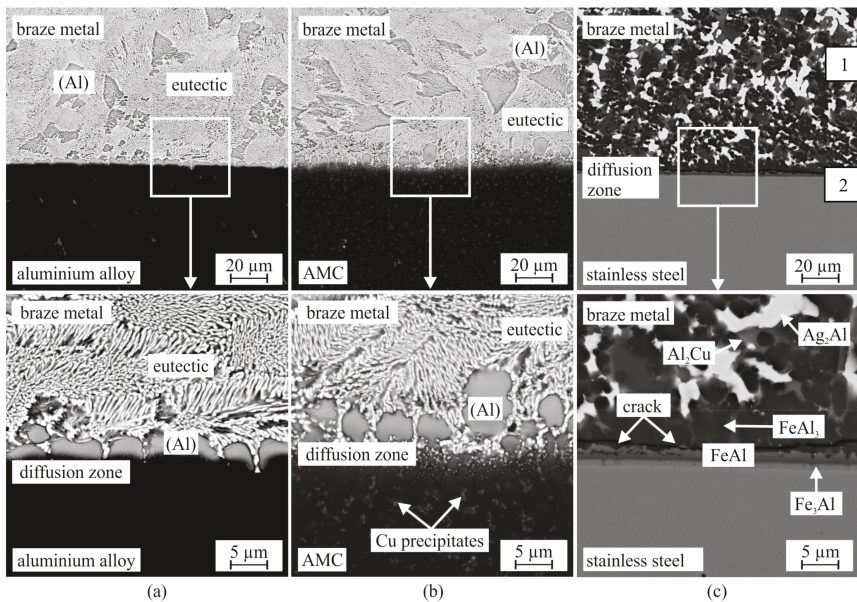 braze metal
(Al)
eutectic
20 µm
aluminium alloy
braze metal
(Al)
eutectic
20 µm
AMC
braze metal
1
diffusion
zone
2
20 µm
stainless steel
braze metal
eutectic
(Al)
diffusion zone
5 µm
aluminium alloy
braze metal
eutectic
(Al)
diffusion zone
Cu precipitates
5 µm
AMC
braze metal
Ag₂Al
Al₂Cu
crack
FeAl₃
FeAl
Fe₃Al
5 µm
stainless steel
(a)
(b)
(c)